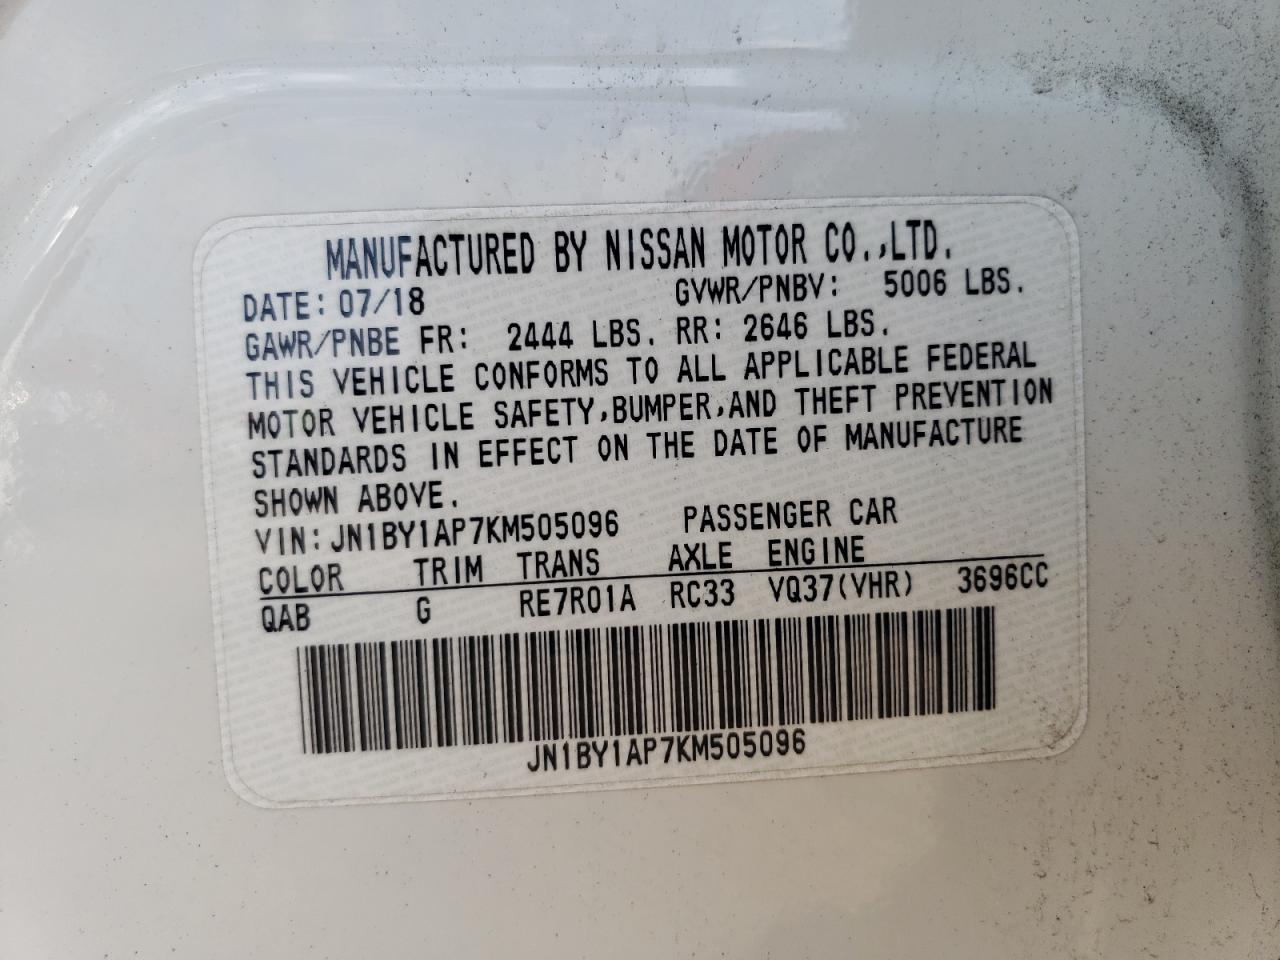 MANUFACTURED BY NISSAN MOTOR CO.,LTD.
DATE: 07/18 GVWR/PNBV: 5006 LBS.
GAWR/PNBE FR: 2444 LBS. RR: 2646 LBS.
THIS VEHICLE CONFORMS TO ALL APPLICABLE FEDERAL
MOTOR VEHICLE SAFETY,BUMPER,AND THEFT PREVENTION
STANDARDS IN EFFECT ON THE DATE OF MANUFACTURE
SHOWN ABOVE.
VIN: JN1BY1AP7KM505096 PASSENGER CAR
COLOR TRIM TRANS AXLE ENGINE
QAB G RE7R01A RC33 VQ37(VHR) 3696CC
JN1BY1AP7KM505096